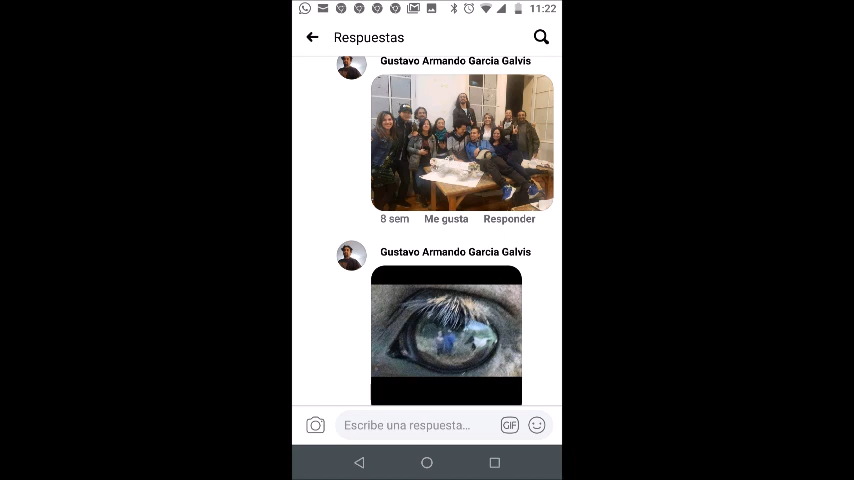 11:22
Respuestas
Gustavo Armando Garcia Galvis
8 sem Me gusta Responder
Gustavo Armando Garcia Galvis
Escribe una respuesta... GIF